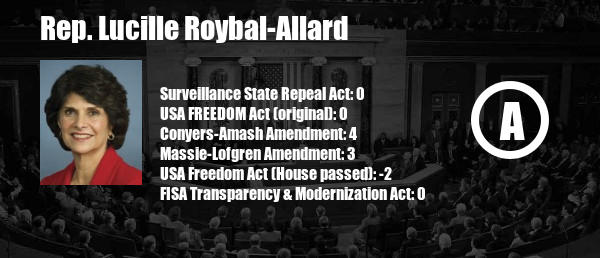 Rep. Lucille Roybal-Allard
Surveillance State Repeal Act: 0
USA FREEDOM Act (original): 0
Conyers-Amash Amendment: 4
Massie-Lofgren Amendment: 3
USA Freedom Act (House passed): -2
FISA Transparency & Modernization Act: 0
A